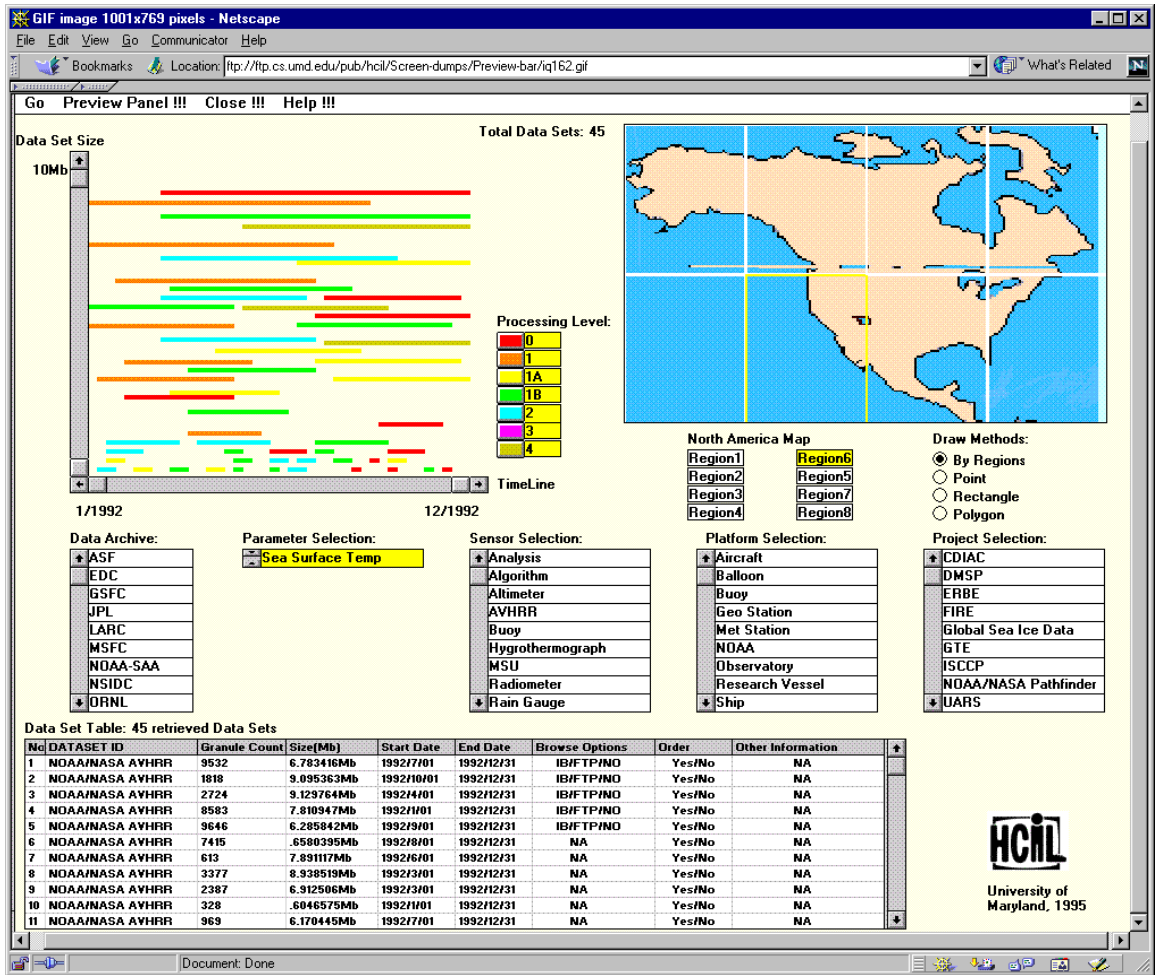 GIF image 1001x769 pixels - Netscape
File Edit View Go Communicator Help
Bookmarks Location: ftp://ftp.cs.umd.edu/pub/hcil/Screen-dumps/Preview-bar/iq162.gif What's Related N
Go Preview Panel !!! Close !!! Help !!!
Total Data Sets: 45
Data Set Size
10Mb
Processing Level:
0
1
1A
1B
2
3
4
TimeLine
1/1992 12/1992
North America Map
Region1 Region6
Region2 Region5
Region3 Region7
Region4 Region8
Draw Methods:
By Regions
Point
Rectangle
Polygon
Data Archive:
ASF
EDC
GSFC
JPL
LARC
MSFC
NOAA-SAA
NSIDC
ORNL
Parameter Selection:
Sea Surface Temp
Sensor Selection:
Analysis
Algorithm
Altimeter
AVHRR
Buoy
Hygrothermograph
MSU
Radiometer
Rain Gauge
Platform Selection:
Aircraft
Balloon
Buoy
Geo Station
Met Station
NOAA
Observatory
Research Vessel
Ship
Project Selection:
CDIAC
DMSP
ERBE
FIRE
Global Sea Ice Data
GTE
ISCCP
NOAA/NASA Pathfinder
UARS
Data Set Table: 45 retrieved Data Sets
No DATASET ID Granule Count Size(Mb) Start Date End Date Browse Options Order Other Information
1 NOAA/NASA AVHRR 9532 6.783416Mb 1992/7/01 1992/12/31 IB/FTP/NO Yes/No NA
2 NOAA/NASA AVHRR 1818 9.095363Mb 1992/10/01 1992/12/31 IB/FTP/NO Yes/No NA
3 NOAA/NASA AVHRR 2724 9.129764Mb 1992/4/01 1992/12/31 IB/FTP/NO Yes/No NA
4 NOAA/NASA AVHRR 8583 7.810947Mb 1992/1/01 1992/12/31 IB/FTP/NO Yes/No NA
5 NOAA/NASA AVHRR 9646 6.285842Mb 1992/9/01 1992/12/31 IB/FTP/NO Yes/No NA
6 NOAA/NASA AVHRR 7415 .6580395Mb 1992/8/01 1992/12/31 NA Yes/No NA
7 NOAA/NASA AVHRR 613 7.891117Mb 1992/6/01 1992/12/31 NA Yes/No NA
8 NOAA/NASA AVHRR 3377 8.938519Mb 1992/3/01 1992/12/31 NA Yes/No NA
9 NOAA/NASA AVHRR 2387 6.912506Mb 1992/3/01 1992/12/31 NA Yes/No NA
10 NOAA/NASA AVHRR 328 .6046575Mb 1992/1/01 1992/12/31 NA Yes/No NA
11 NOAA/NASA AVHRR 969 6.170445Mb 1992/7/01 1992/12/31 NA Yes/No NA
HCIL
University of
Maryland, 1995
Document: Done